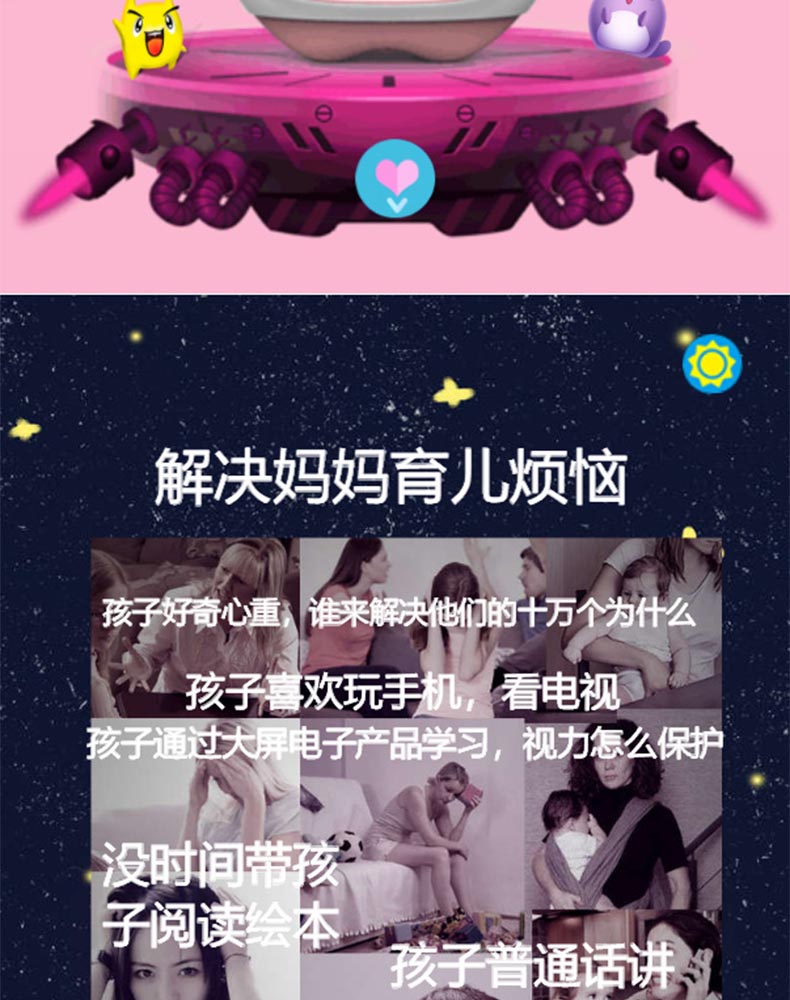 解决妈妈育儿烦恼
孩子好奇心重，谁来解决他们的十万个为什么
孩子喜欢玩手机，看电视
孩子通过大屏电子产品学习，视力怎么保护
没时间带孩
子阅读绘本
孩子普通话讲